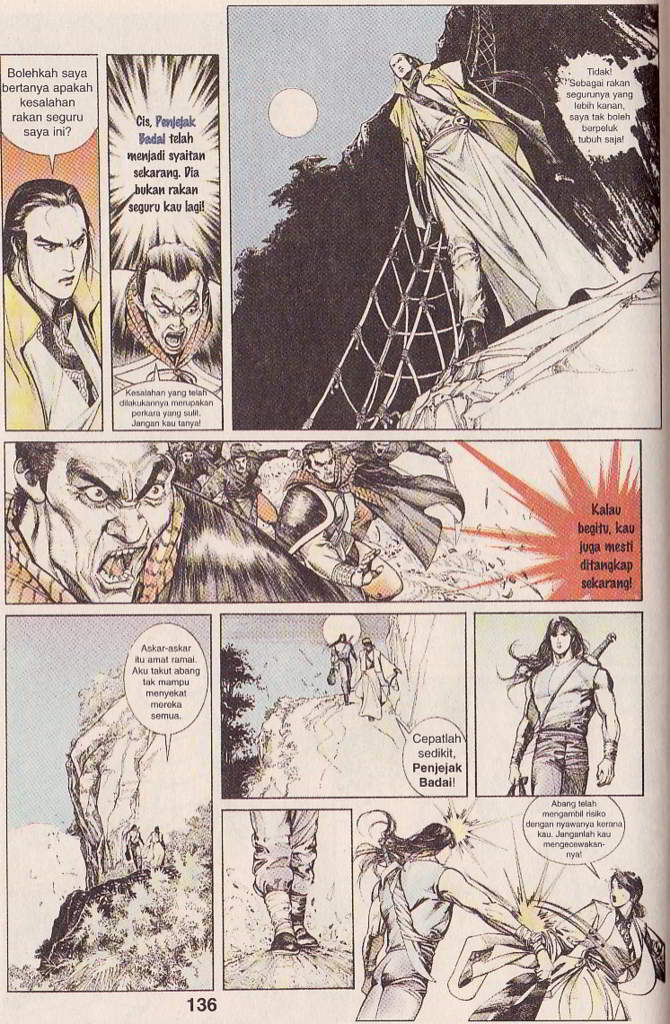 Bolehkah saya
bertanya apakah
kesalahan
rakan seguru
saya ini?
Cis, Penjejak
Badai telah
menjadi syaitan
sekarang. Dia
bukan rakan
seguru kau lagi!
Kesalahan yang telah
dilakukannya merupakan
perkara yang sulit.
Jangan kau tanya!
Tidak!
Sebagai rakan
segurunya yang
lebih kanan,
saya tak boleh
berpeluk
tubuh saja!
Kalau
begitu, kau
juga mesti
ditangkap
sekarang!
Askar-askar
itu amat ramai.
Aku takut abang
tak mampu
menyekat
mereka
semua.
Cepatlah
sedikit,
Penjejak
Badai!
Abang telah
mengambil risiko
dengan nyawanya kerana
kau. Janganlah kau
mengecewakan-
nya!
136